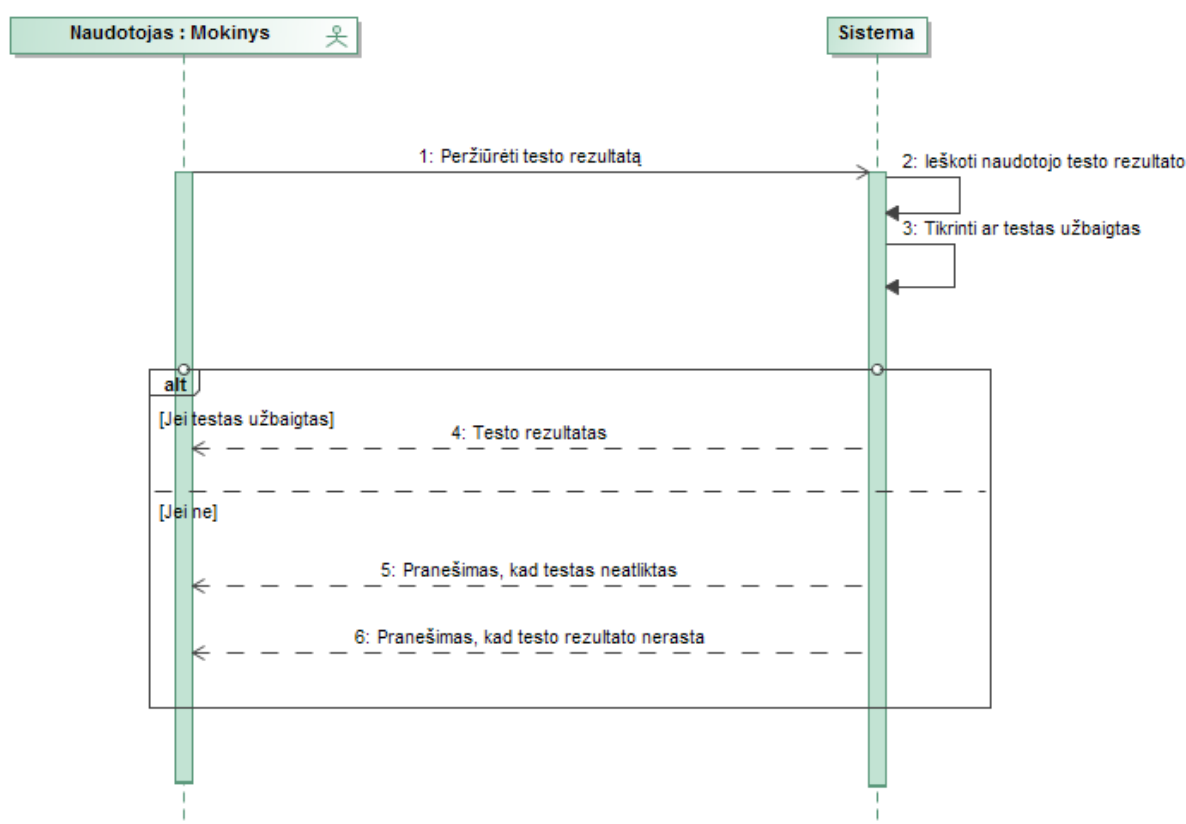 Naudotojas : Mokinys
Sistema
1: Peržiūrėti testo rezultatą
2: Ieškoti naudotojo testo rezultato
3: Tikrinti ar testas užbaigtas
alt
[Jei testas užbaigtas]
4: Testo rezultatas
[Jei ne]
5: Pranešimas, kad testas neatliktas
6: Pranešimas, kad testo rezultato nerasta